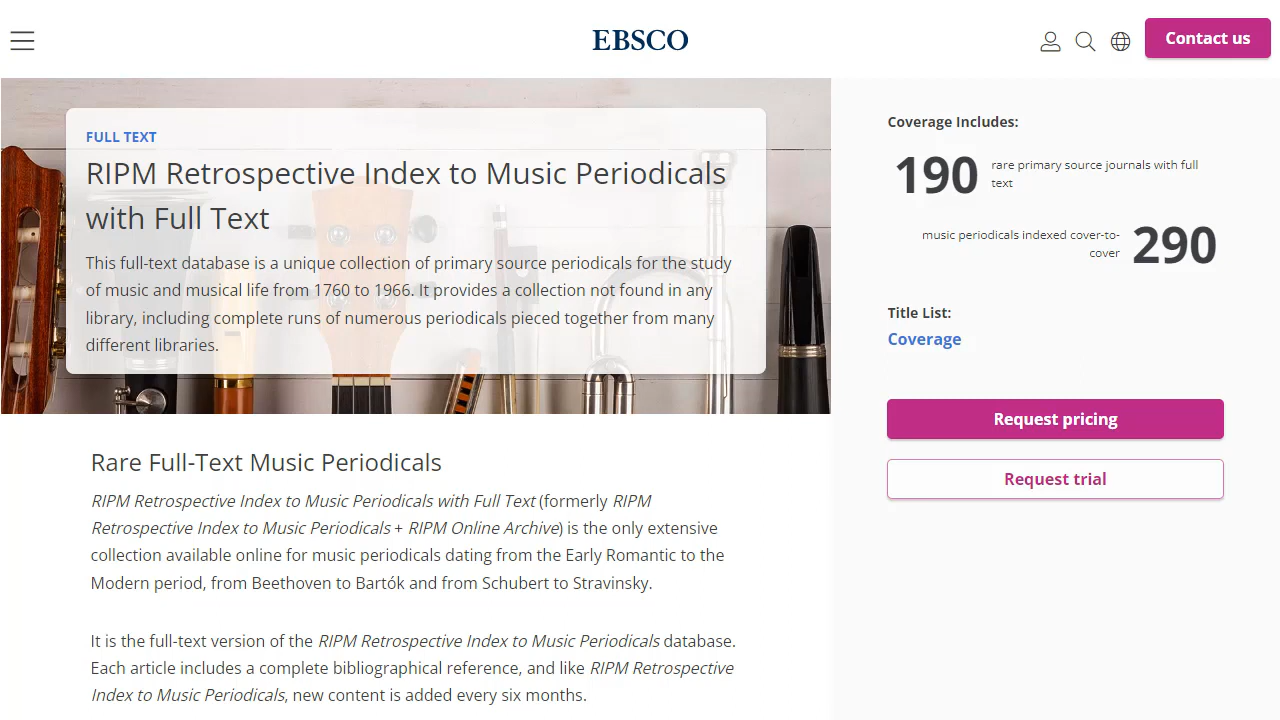 EBSCO
Contact us
FULL TEXT
RIPM Retrospective Index to Music Periodicals
with Full Text
This full-text database is a unique collection of primary source periodicals for the study
of music and musical life from 1760 to 1966. It provides a collection not found in any
library, including complete runs of numerous periodicals pieced together from many
different libraries.
Rare Full-Text Music Periodicals
RIPM Retrospective Index to Music Periodicals with Full Text (formerly RIPM
Retrospective Index to Music Periodicals + RIPM Online Archive) is the only extensive
collection available online for music periodicals dating from the Early Romantic to the
Modern period, from Beethoven to Bartók and from Schubert to Stravinsky.
It is the full-text version of the RIPM Retrospective Index to Music Periodicals database.
Each article includes a complete bibliographical reference, and like RIPM Retrospective
Index to Music Periodicals, new content is added every six months.
Coverage Includes:
190
rare primary source journals with full
text
music periodicals indexed cover-to-
cover
290
Title List:
Coverage
Request pricing
Request trial